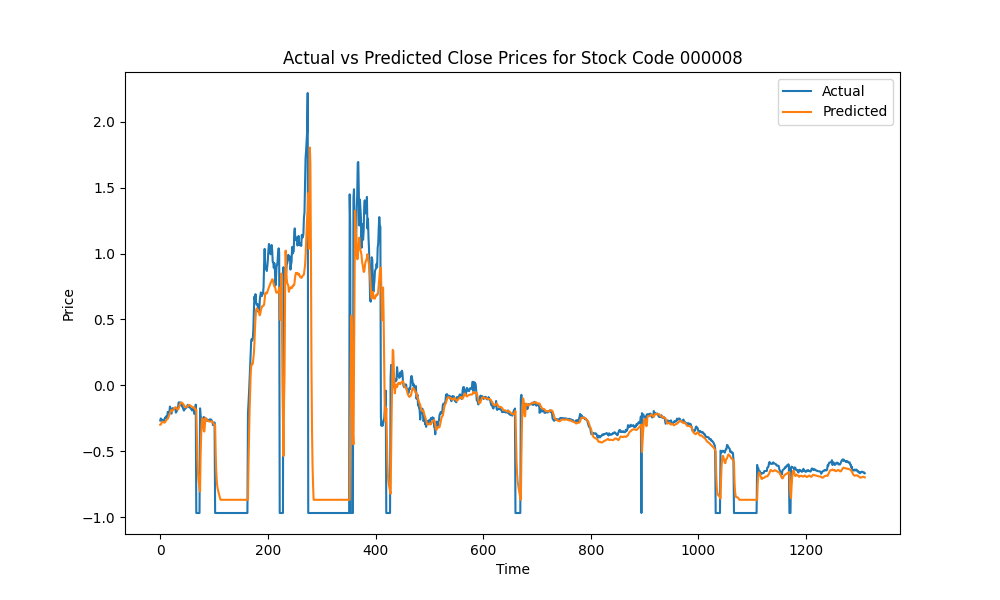 Actual vs Predicted Close Prices for Stock Code 000008
Actual
Predicted
Price
2.0
1.5
1.0
0.5
0.0
−0.5
−1.0
0 200 400 600 800 1000 1200
Time